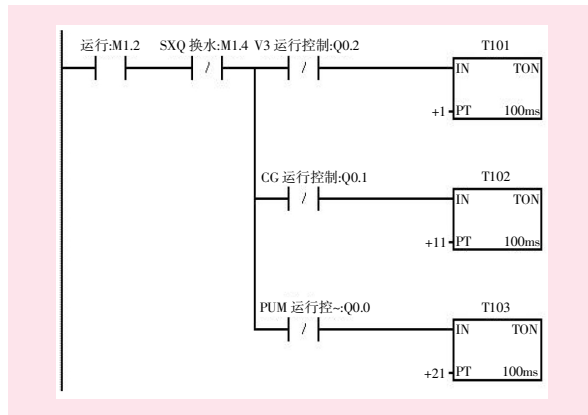 运行:M1.2 SXQ 换水:M1.4 V3 运行控制:Q0.2 T101
IN TON
+1 PT 100ms
CG 运行控制:Q0.1 T102
IN TON
+11 PT 100ms
PUM 运行控~:Q0.0 T103
IN TON
+21 PT 100ms